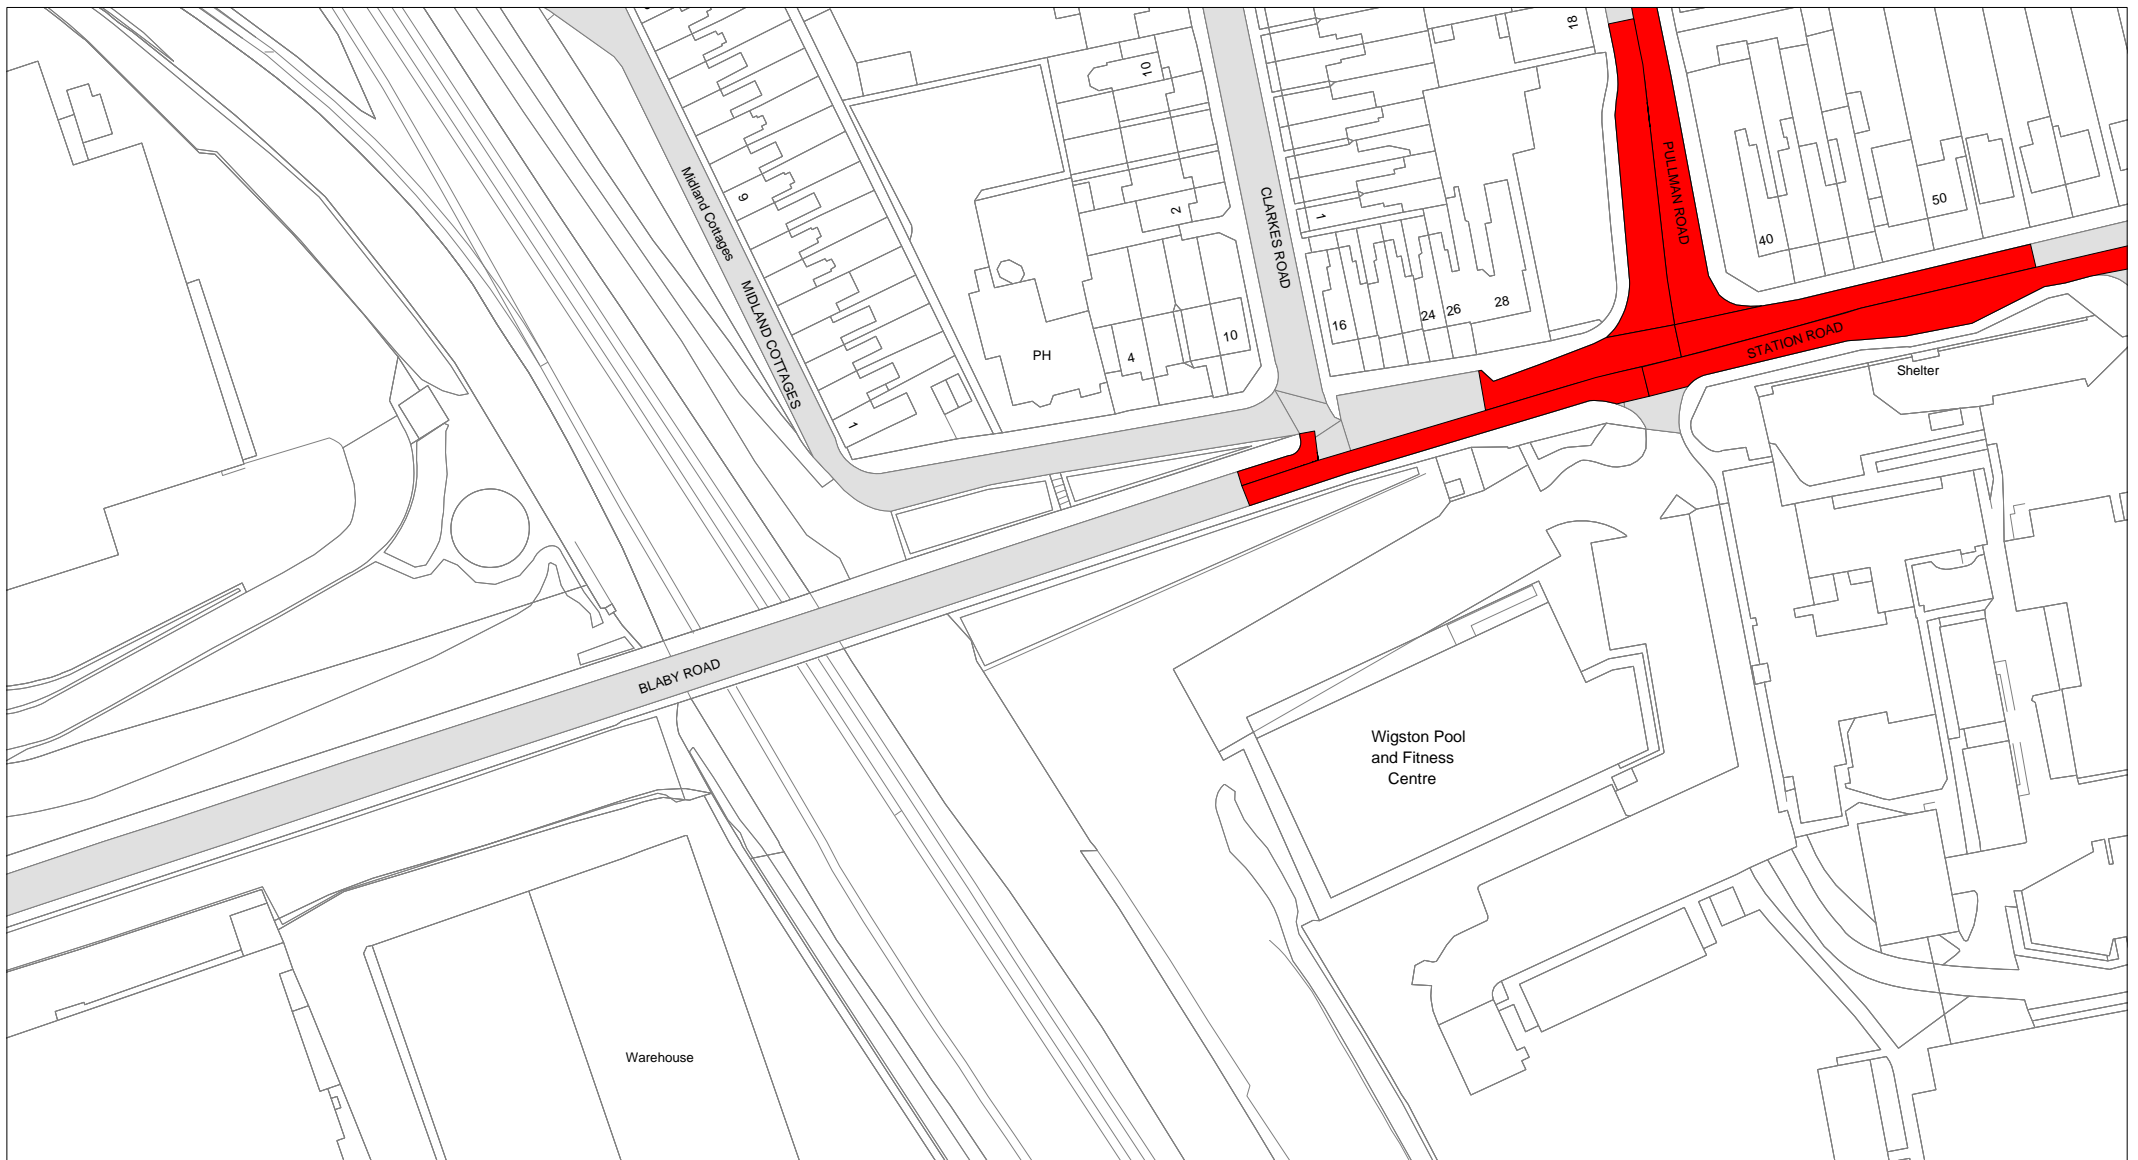 18
10
Midland Cottages
9
PULLMAN ROAD
CLARKES ROAD
2
1
50
40
MIDLAND COTTAGES
16
24
26
28
10
4
PH
STATION ROAD
Shelter
1
BLABY ROAD
Wigston Pool
and Fitness
Centre
Warehouse